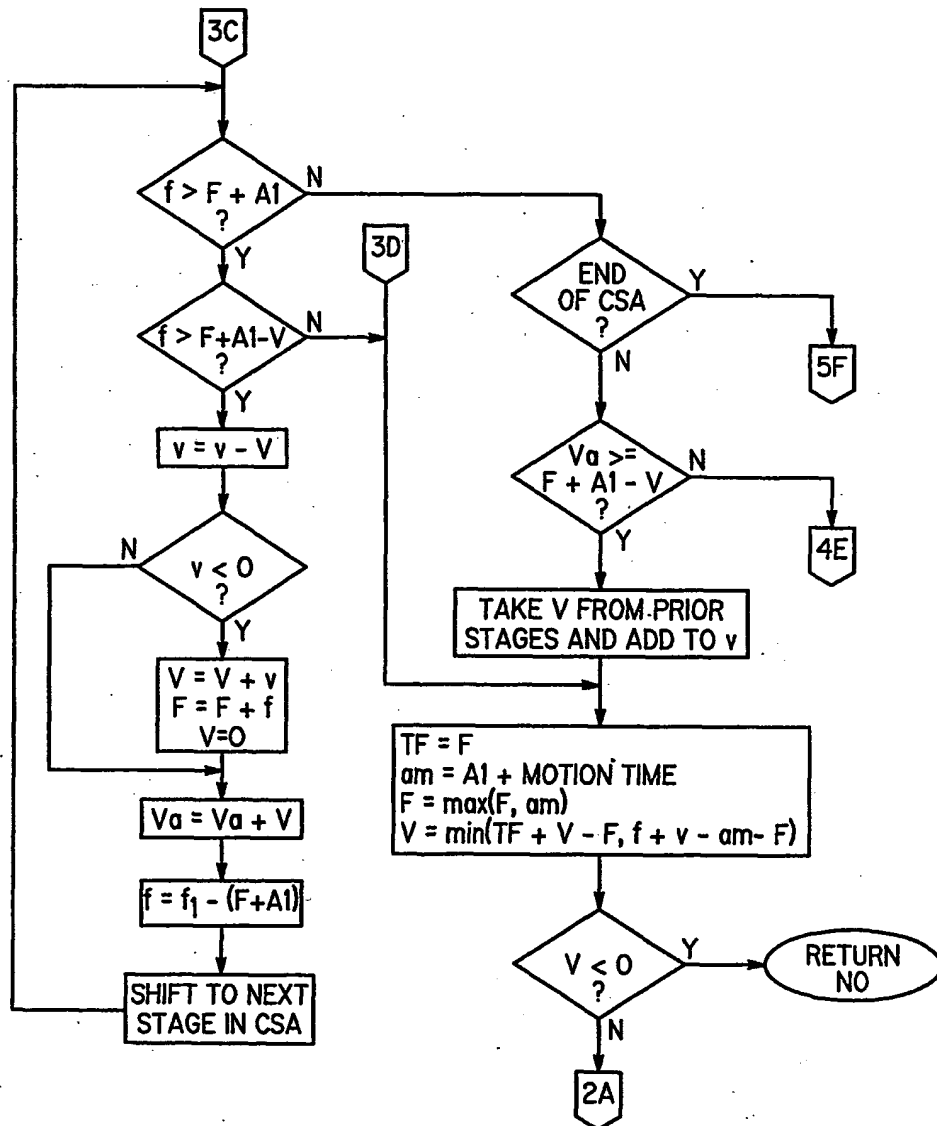 3C
f > F + A1
?
N
Y
3D
f > F+A1-V
?
N
Y
v = v - V
N
v < 0
?
Y
V = V + v
F = F + f
V=0
Va = Va + V
f = f1 - (F+A1)
SHIFT TO NEXT
STAGE IN CSA
END
OF CSA
?
Y
N
5F
Va >=
F + A1 - V
?
N
Y
4E
TAKE V FROM PRIOR
STAGES AND ADD TO v
TF = F
am = A1 + MOTION TIME
F = max(F, am)
V = min(TF + V - F, f + v - am - F)
V < 0
?
Y
N
RETURN
NO
2A